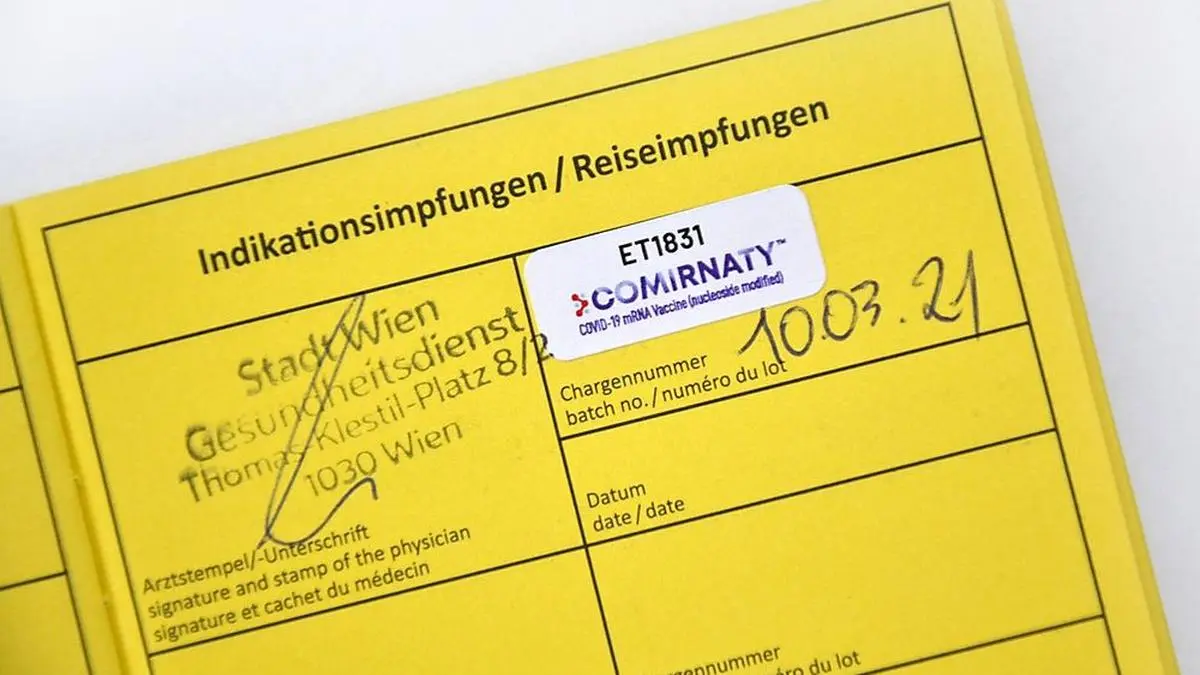 Indikationsimpfungen / Reiseimpfungen
Stadt Wien
Gesundheitsdienst
Thomas-Klestil-Platz 8/2
1030 Wien
Arztstempel/-Unterschrift
signature and stamp of the physician
signature et cachet du médecin
ET1831
COMIRNATY™
COVID-19 mRNA Vaccine (nucleoside modified)
10.03.21
Chargennummer
batch no. / numéro du lot
Datum
date / date
du lot